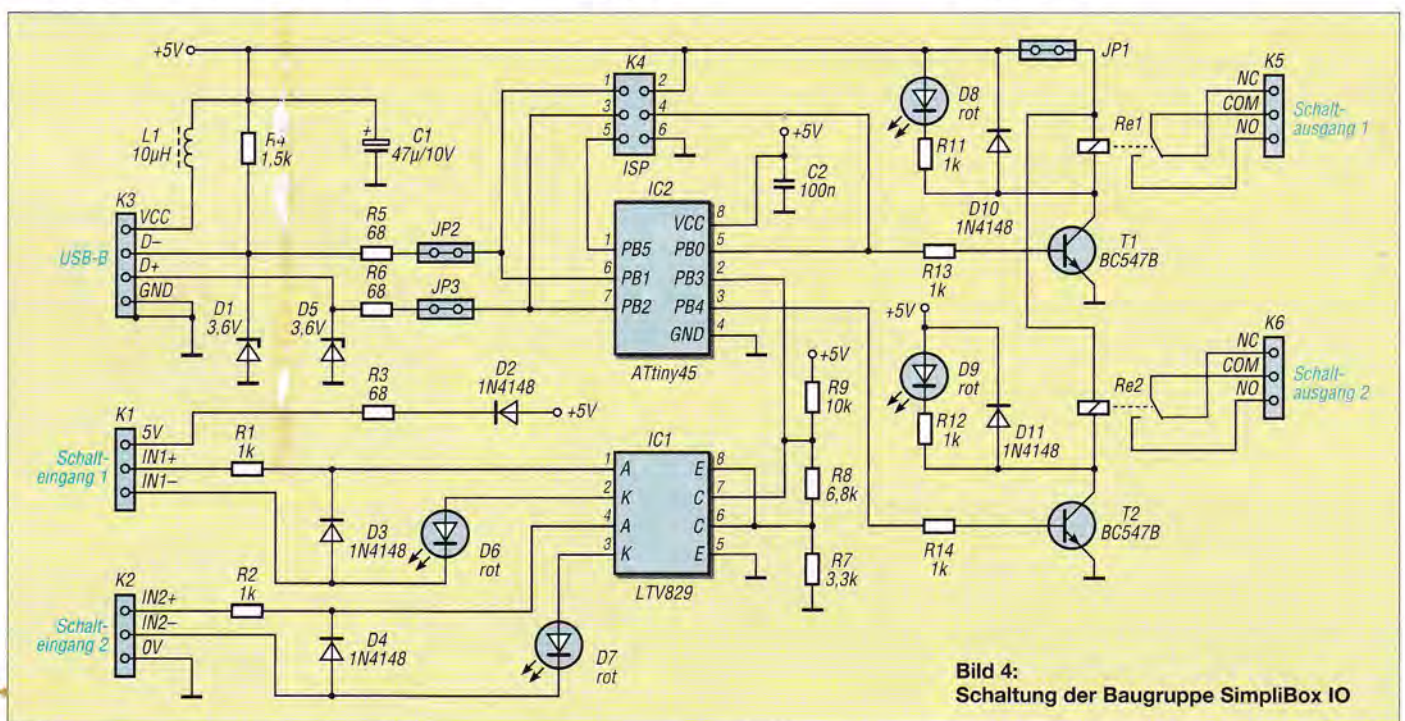 +5V
L1
10µH
R4
1,5k
+
C1
47µ/10V
K3
VCC
D–
D+
GND
USB-B
D1
3,6V
D5
3,6V
R5
68
R6
68
JP2
JP3
K4
1
2
3
4
5
6
ISP
+5V
C2
100n
IC2
1
PB5
6
PB1
7
PB2
VCC
8
PB0
5
PB3
2
PB4
3
GND
4
ATtiny45
D8
rot
R11
1k
D10
1N4148
JP1
Re1
K5
NC
COM
NO
Schalt-
ausgang 1
R13
1k
T1
BC547B
+5V
D9
rot
R12
1k
D11
1N4148
Re2
K6
NC
COM
NO
Schalt-
ausgang 2
R14
1k
T2
BC547B
R3
68
D2
1N4148
+5V
K1
5V
IN1+
IN1–
Schalt-
eingang 1
R1
1k
D3
1N4148
D6
rot
K2
IN2+
IN2–
0V
Schalt-
eingang 2
R2
1k
D4
1N4148
D7
rot
IC1
1
A
2
K
4
A
3
K
E
8
C
7
C
6
E
5
LTV829
+5V
R9
10k
R8
6,8k
R7
3,3k
Bild 4:
Schaltung der Baugruppe SimpliBox IO